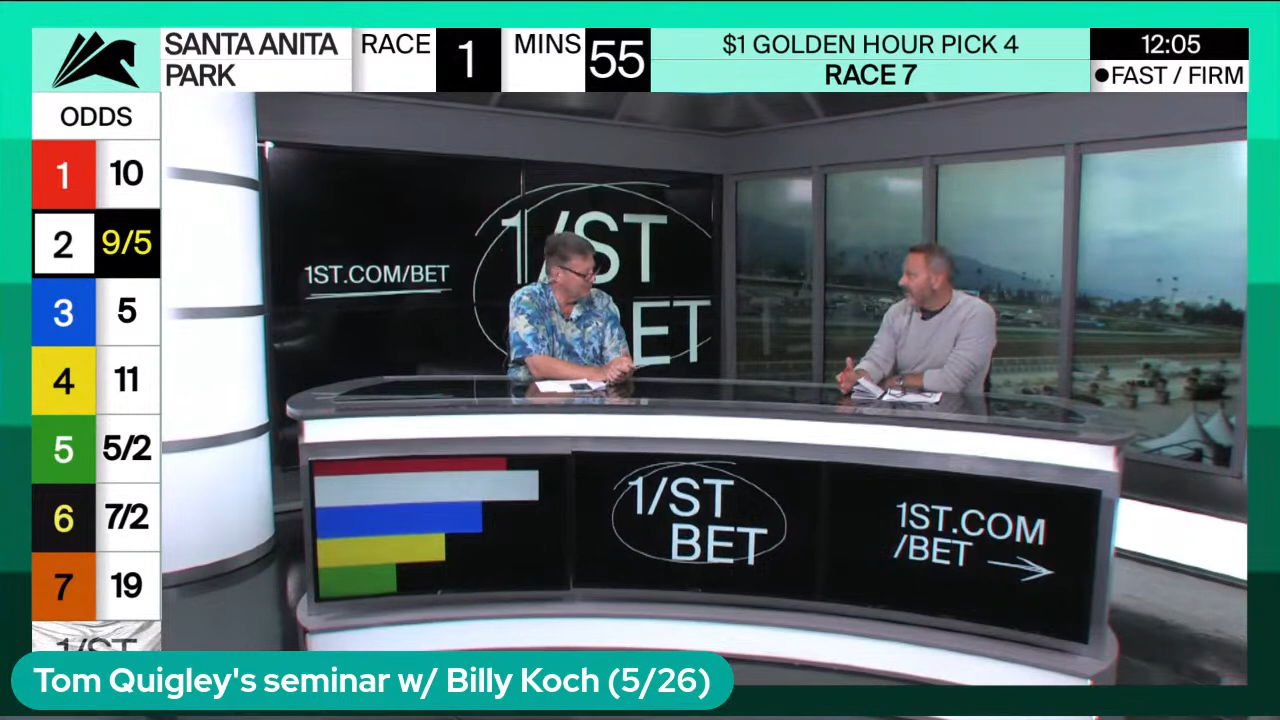 SANTA ANITA
PARK
RACE 1
MINS 55
$1 GOLDEN HOUR PICK 4
RACE 7
12:05
FAST / FIRM
ODDS
1 10
2 9/5
3 5
4 11
5 5/2
6 7/2
7 19
1/ST
1ST.COM/BET
1/ST
BET
1/ST
BET
1ST.COM
/BET
Tom Quigley's seminar w/ Billy Koch (5/26)